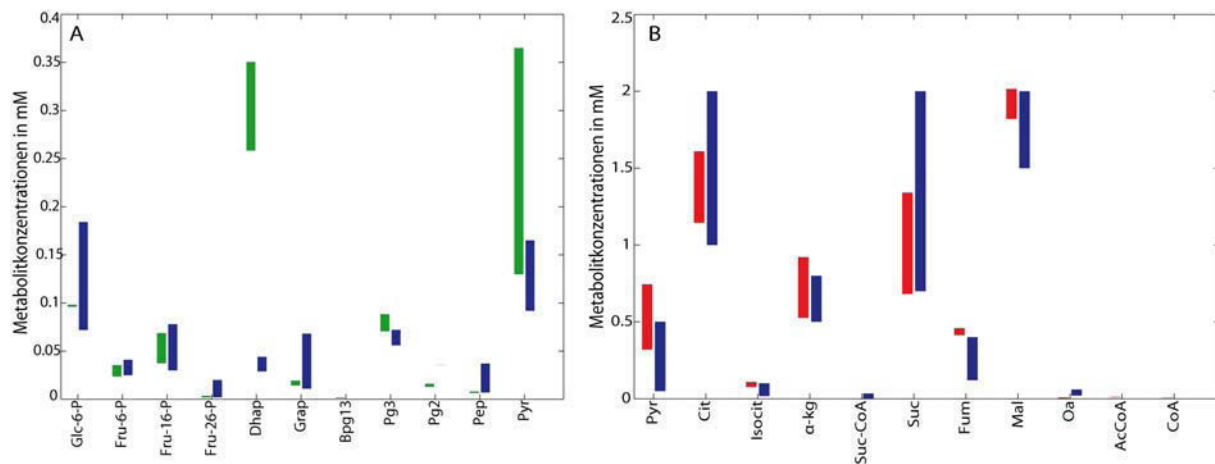 A
Metabolitkonzentrationen in mM
0.4
0.35
0.3
0.25
0.2
0.15
0.1
0.05
0
Glc-6-P
Fru-6-P
Fru-16-P
Fru-26-P
Dhap
Grap
Bpg13
Pg3
Pg2
Pep
Pyr
B
Metabolitkonzentrationen in mM
2.5
2
1.5
1
0.5
0
Pyr
Cit
Isocit
α-kg
Suc-CoA
Suc
Fum
Mal
Oa
AcCoA
CoA